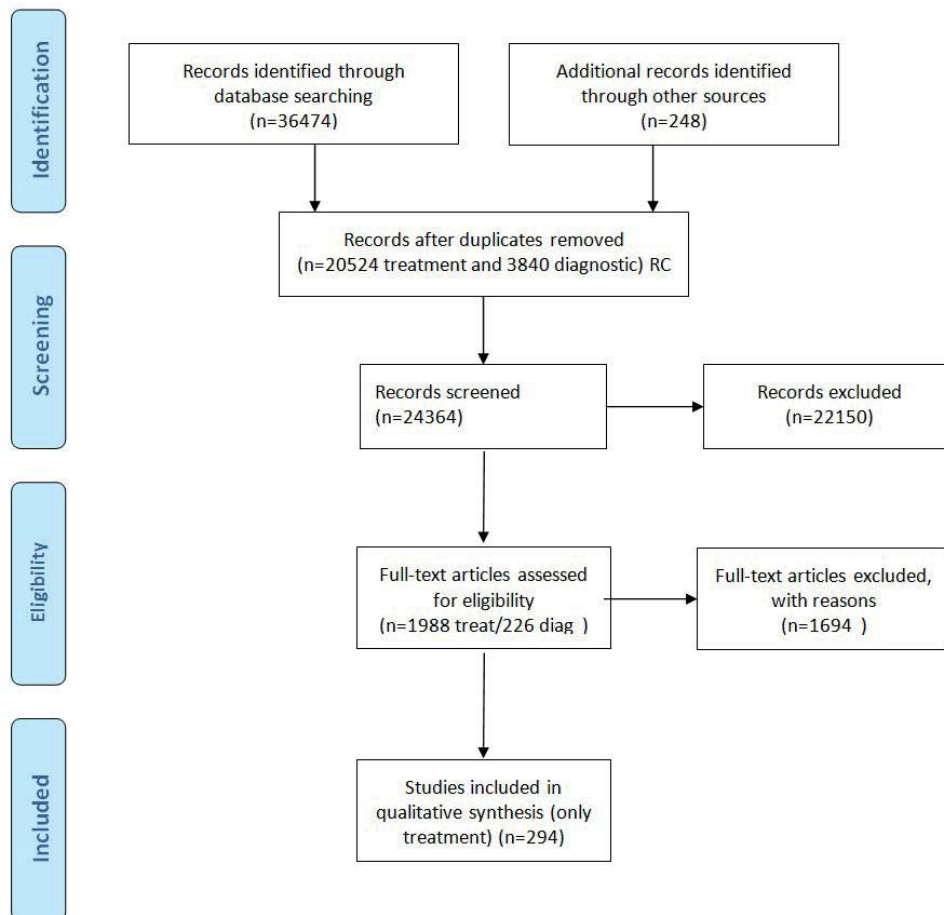 Identification
Records identified through
database searching
(n=36474)
Additional records identified
through other sources
(n=248)
Records after duplicates removed
(n=20524 treatment and 3840 diagnostic) RC
Screening
Records screened
(n=24364)
Records excluded
(n=22150)
Eligibility
Full-text articles assessed
for eligibility
(n=1988 treat/226 diag )
Full-text articles excluded,
with reasons
(n=1694 )
Included
Studies included in
qualitative synthesis (only
treatment) (n=294)